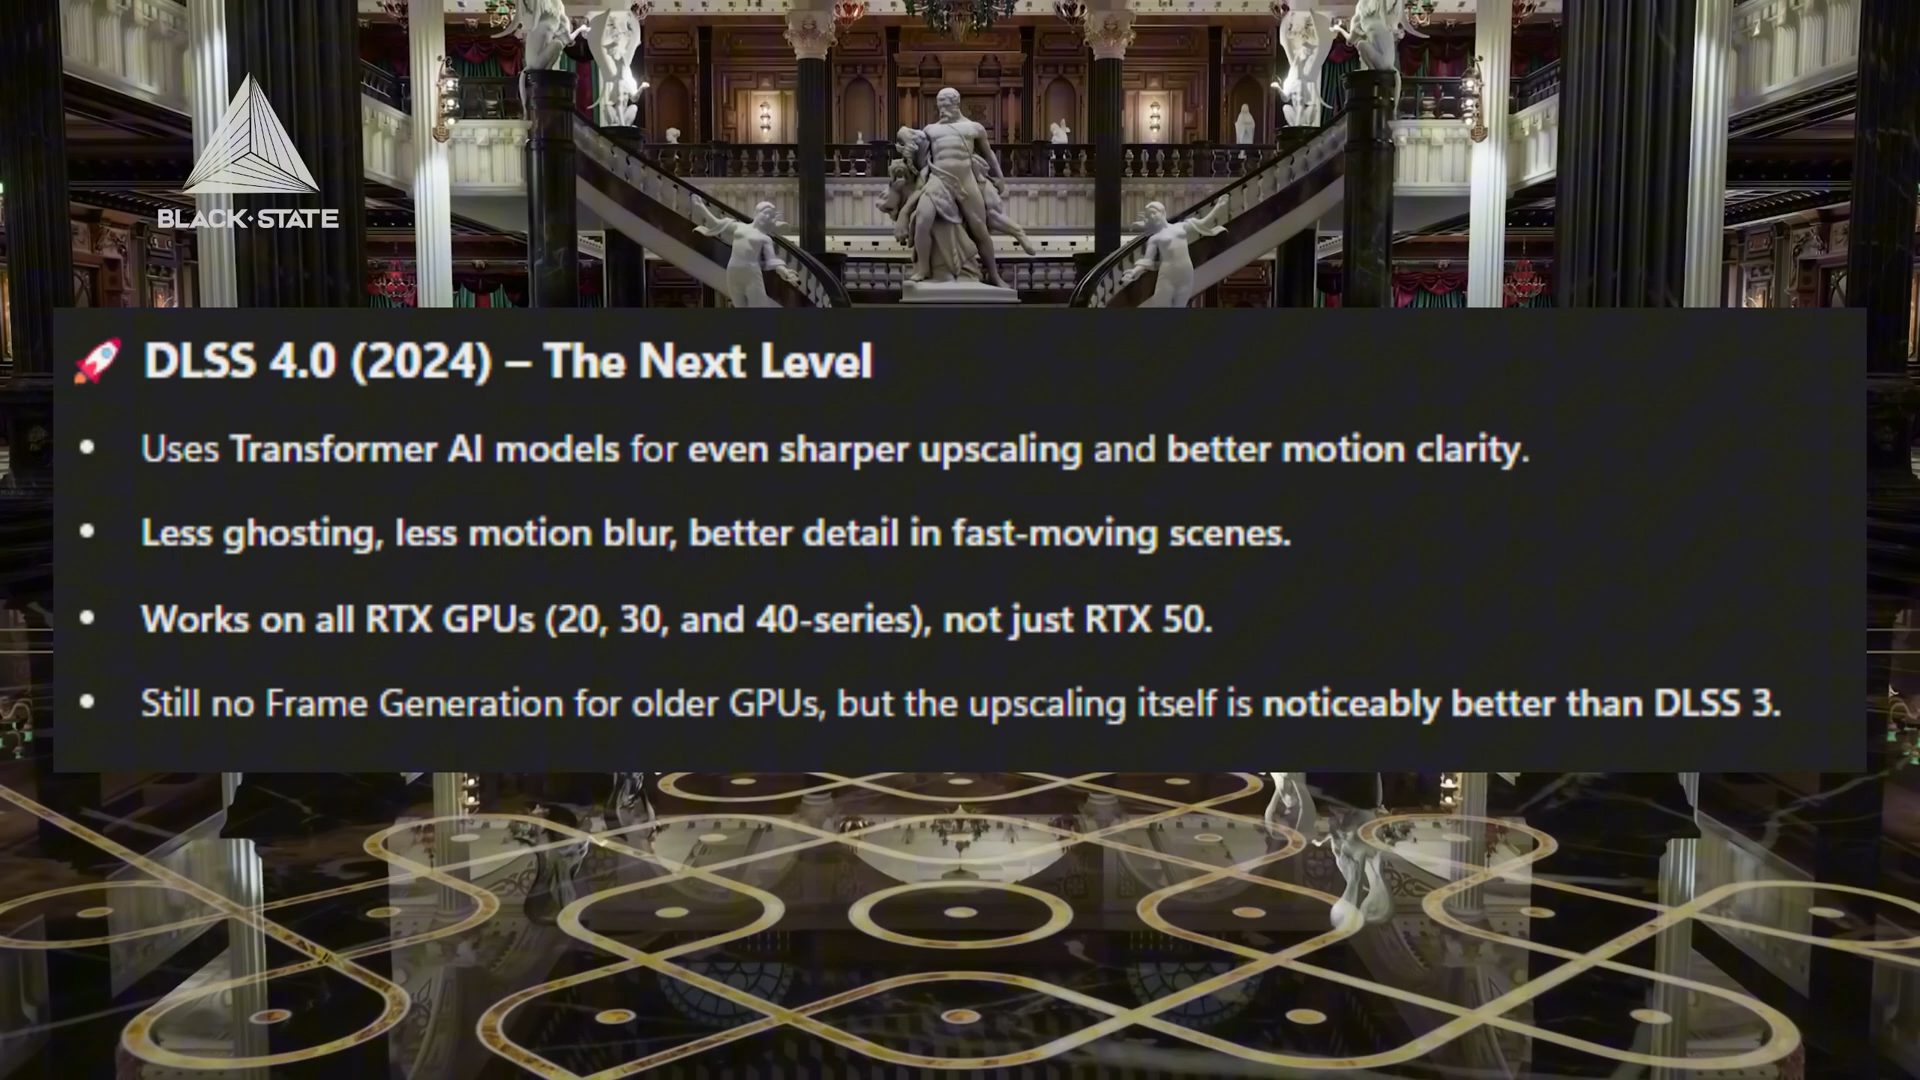 BLACK·STATE
🚀 DLSS 4.0 (2024) – The Next Level
• Uses Transformer AI models for even sharper upscaling and better motion clarity.
• Less ghosting, less motion blur, better detail in fast-moving scenes.
• Works on all RTX GPUs (20, 30, and 40-series), not just RTX 50.
• Still no Frame Generation for older GPUs, but the upscaling itself is noticeably better than DLSS 3.